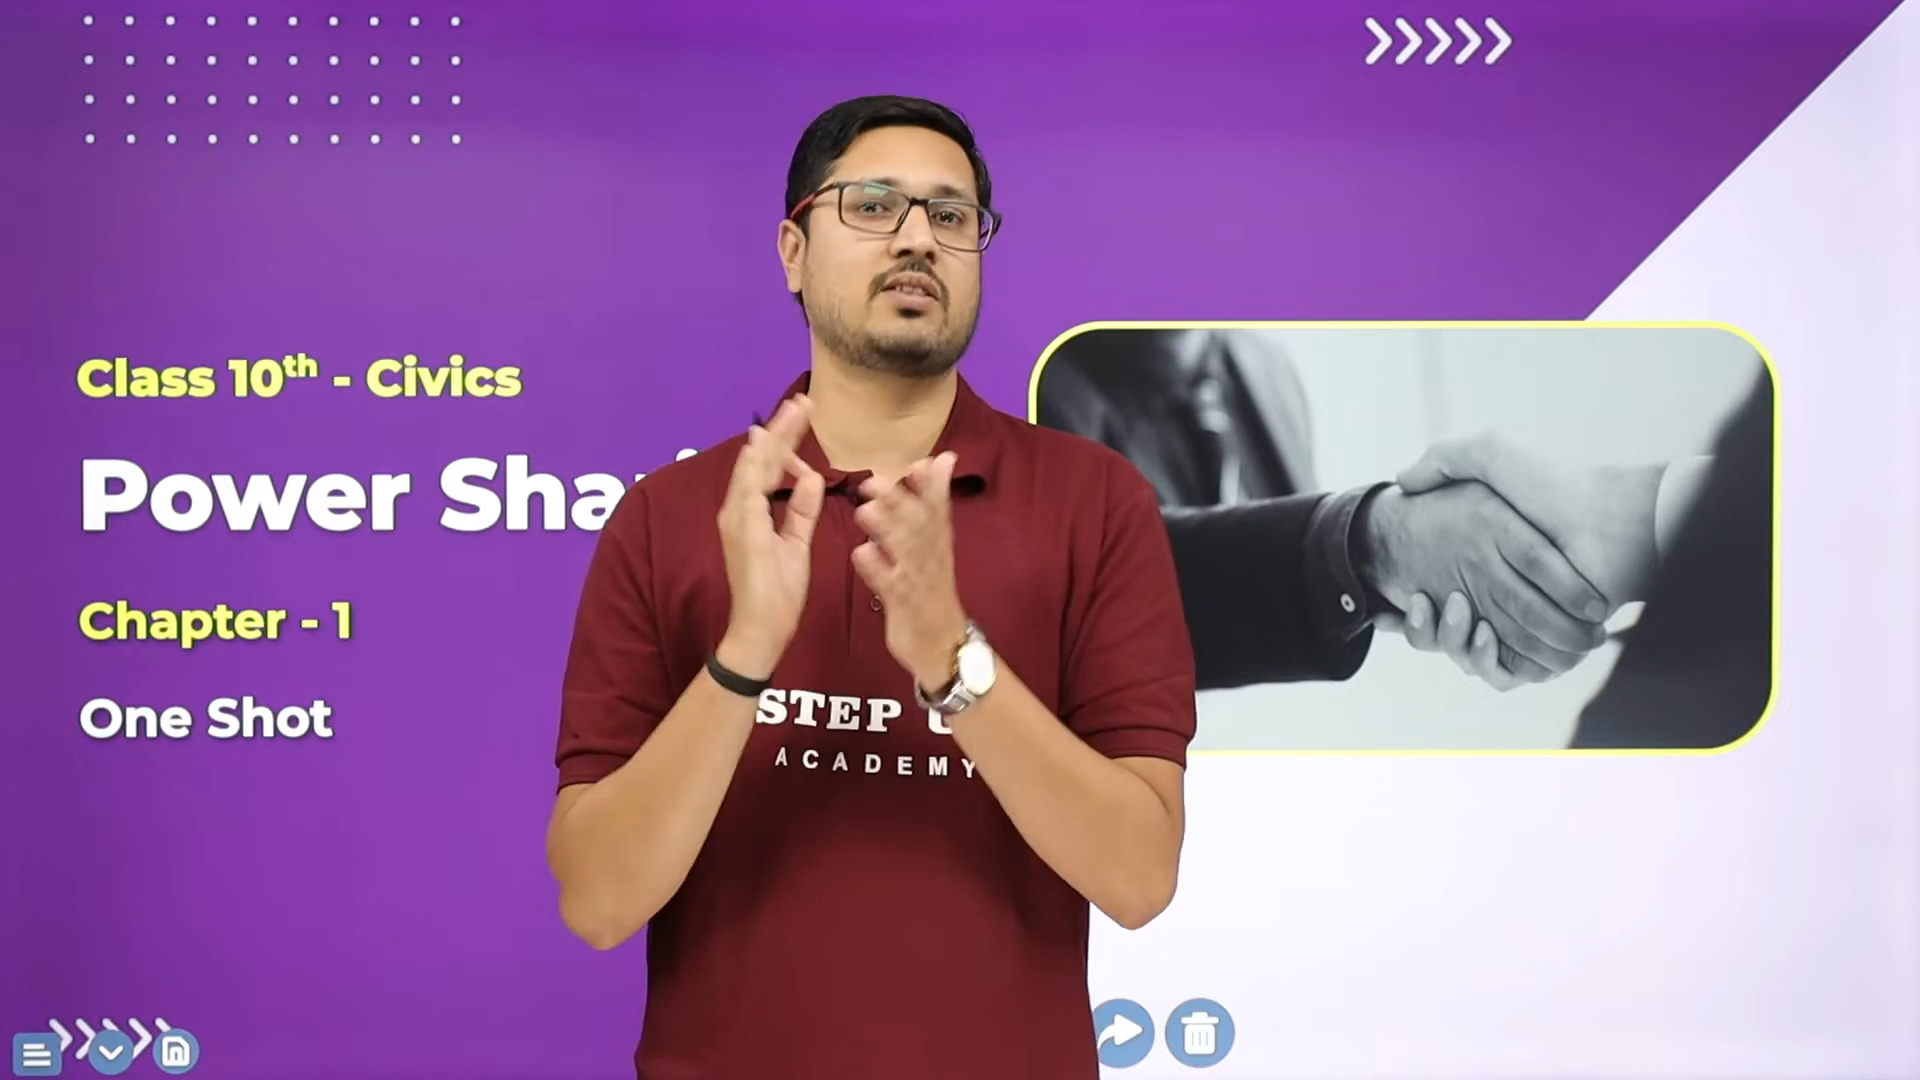 Class 10th - Civics
Power Sha
Chapter - 1
One Shot
STEP
ACADEMY